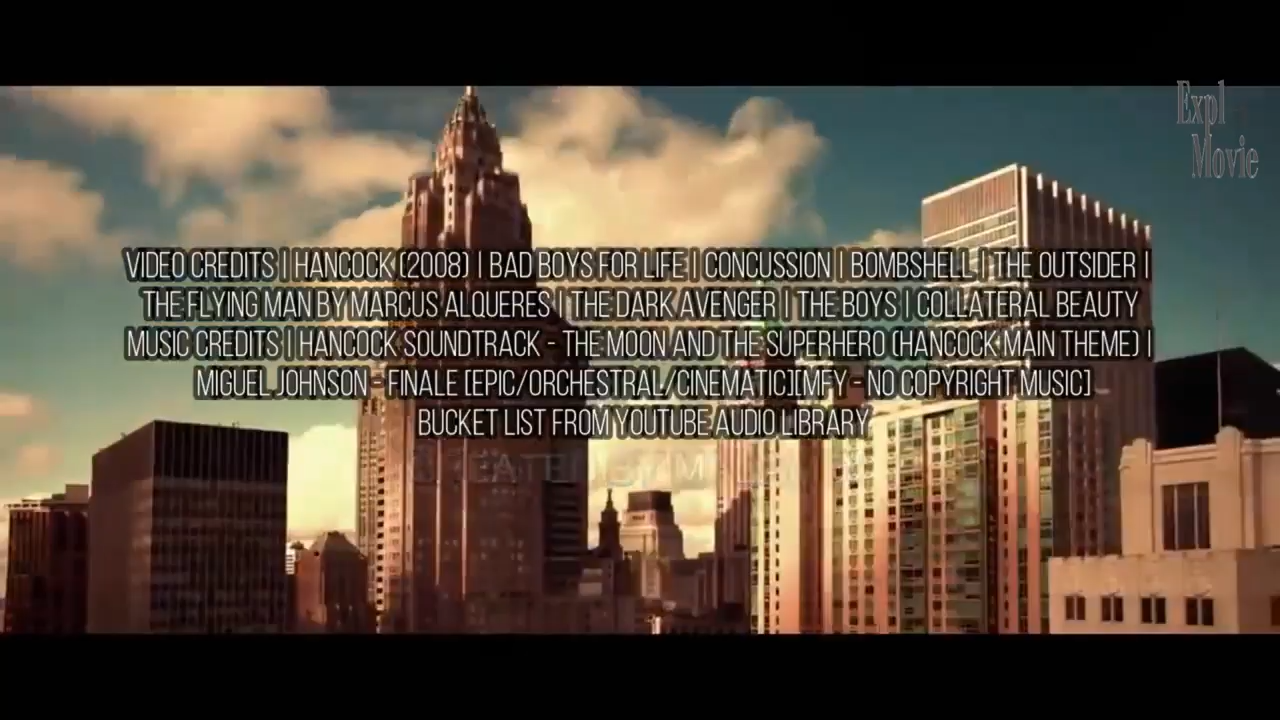 Expl
Movie
VIDEO CREDITS | HANCOCK (2008) | BAD BOYS FOR LIFE | CONCUSSION | BOMBSHELL | THE OUTSIDER |
THE FLYING MAN BY MARCUS ALQUERES | THE DARK AVENGER | THE BOYS | COLLATERAL BEAUTY
MUSIC CREDITS | HANCOCK SOUNDTRACK - THE MOON AND THE SUPERHERO (HANCOCK MAIN THEME) |
MIGUEL JOHNSON - FINALE [EPIC/ORCHESTRAL/CINEMATIC][MFY - NO COPYRIGHT MUSIC]
BUCKET LIST FROM YOUTUBE AUDIO LIBRARY